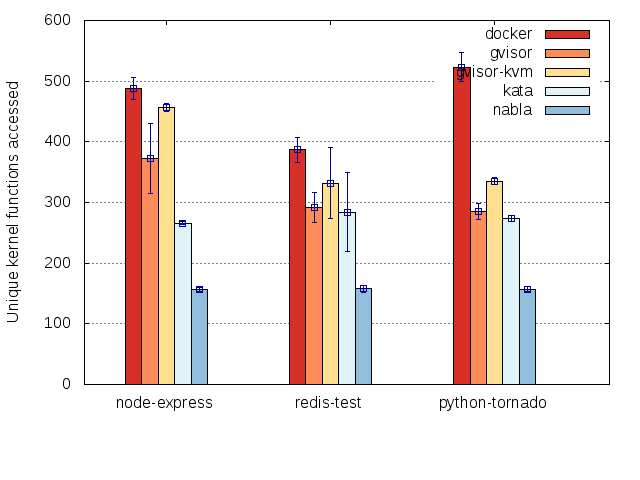 600
500
400
300
200
100
0
Unique kernel functions accessed
docker
gvisor
gvisor-kvm
kata
nabla
node-express
redis-test
python-tornado